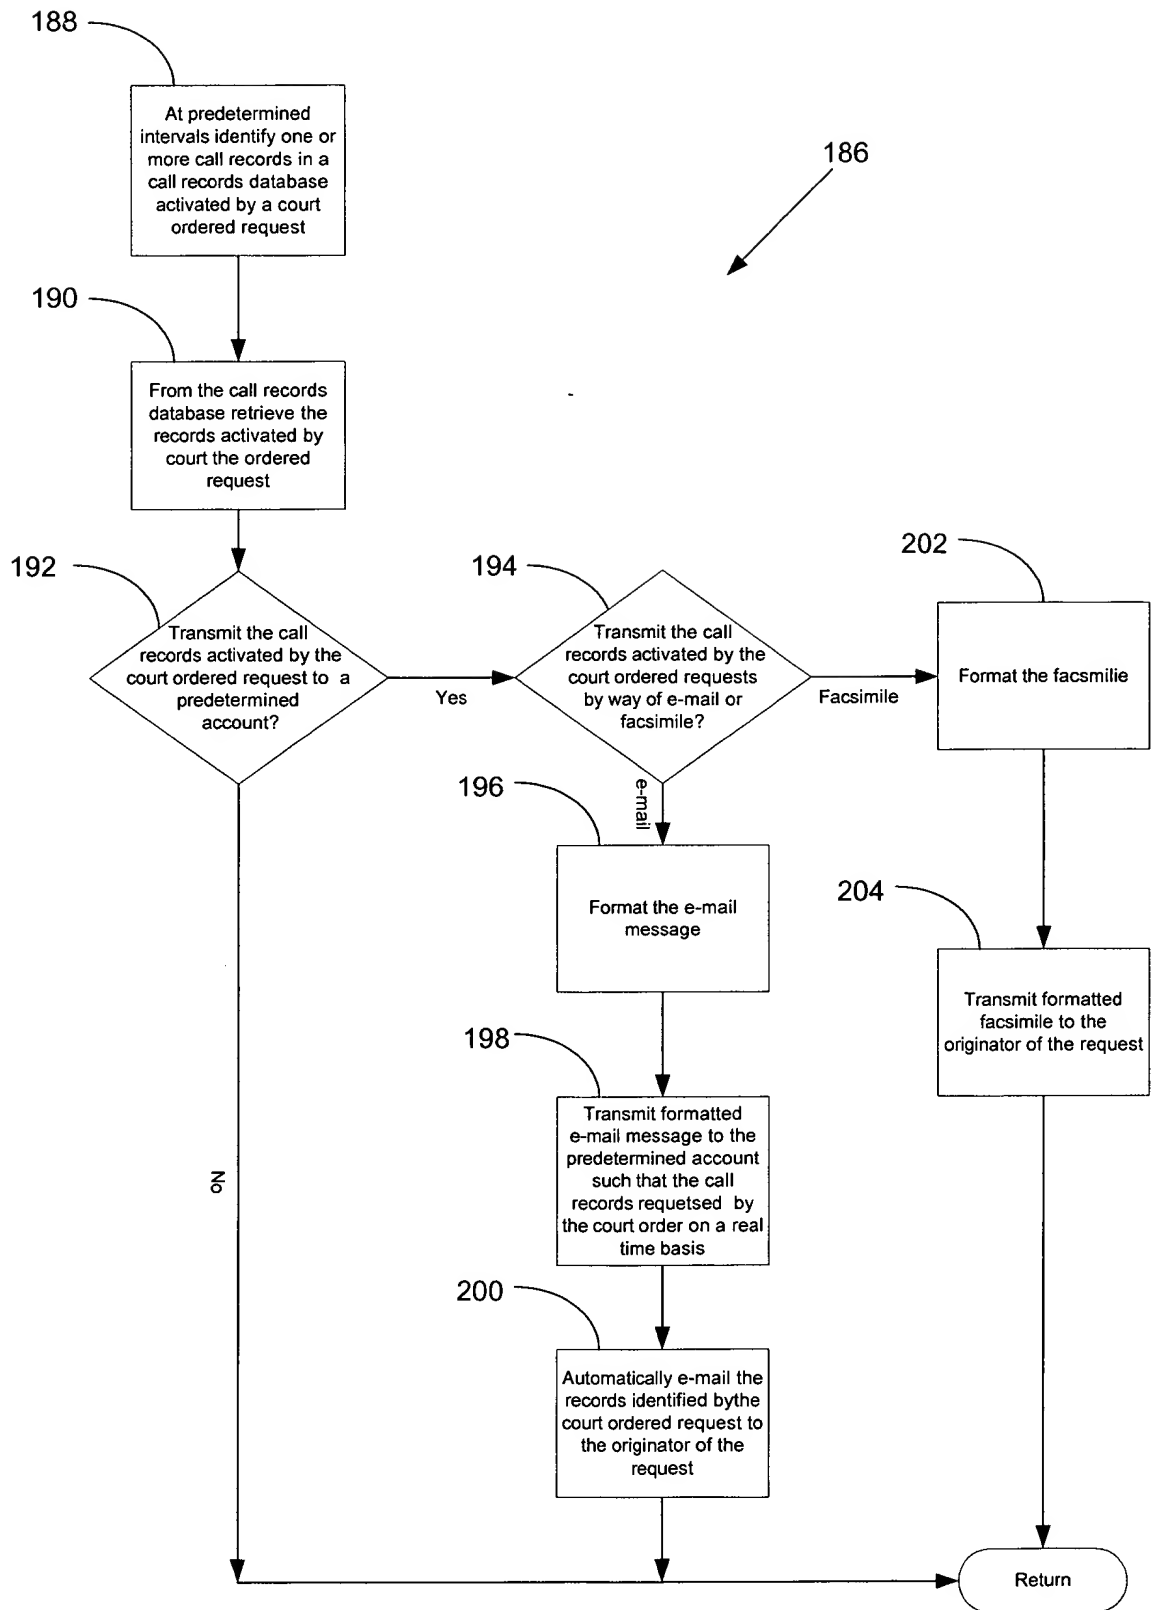 188
At predetermined
intervals identify one or
more call records in a
call records database
activated by a court
ordered request
186
190
From the call records
database retrieve the
records activated by
court the ordered
request
192
Transmit the call
records activated by the
court ordered request to a
predetermined
account?
Yes
194
Transmit the call
records activated by the
court ordered requests
by way of e-mail or
facsimile?
Facsimile
202
Format the facsmilie
e-mail
196
Format the e-mail
message
204
Transmit formatted
facsimile to the
originator of the request
198
Transmit formatted
e-mail message to the
predetermined account
such that the call
records requetsed by
the court order on a real
time basis
No
200
Automatically e-mail the
records identified bythe
court ordered request to
the originator of the
request
Return